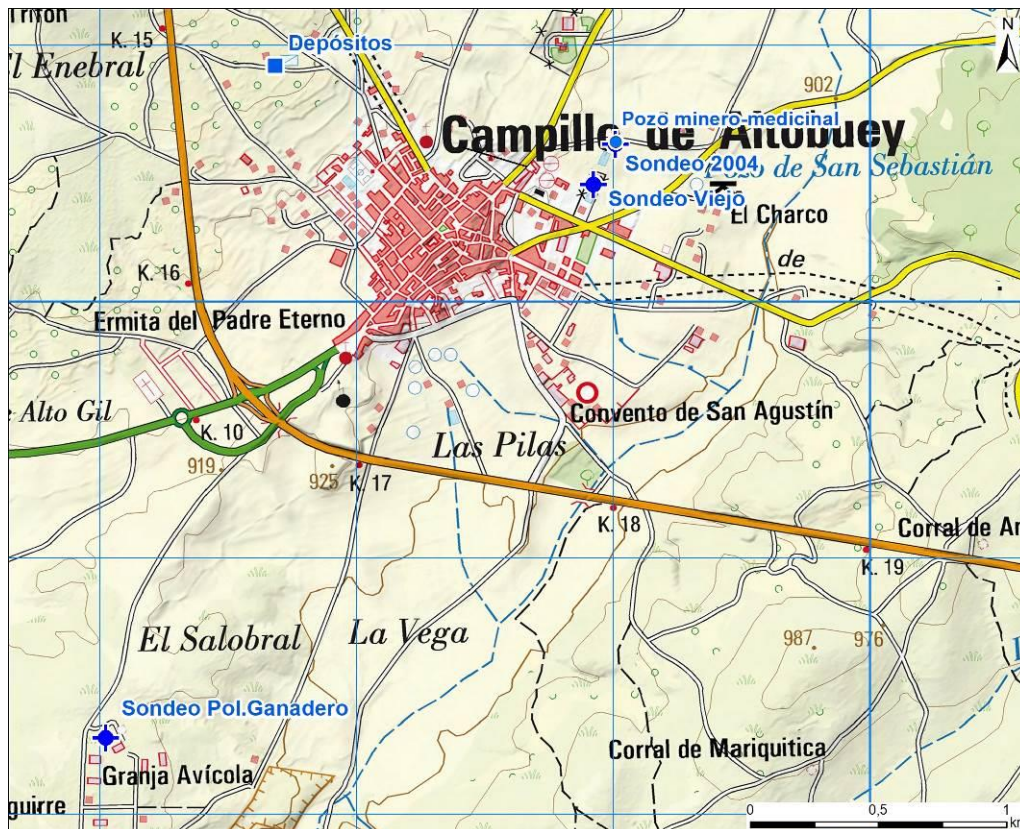 Triñon
K. 15
Depósitos
N
l Enebral
902
Pozo minero-medicinal
Campillo de Altobuey
Sondeo 2004
Pozo de San Sebastián
Sondeo Viejo
El Charco
de
K. 16
Ermita del Padre Eterno
Alto Gil
K. 10
Convento de San Agustín
Las Pilas
919
925
K. 17
K. 18
Corral de
K. 19
El Salobral
La Vega
987
976
Sondeo Pol.Ganadero
Corral de Mariquitica
Granja Avícola
guirre
0
0,5
1
km